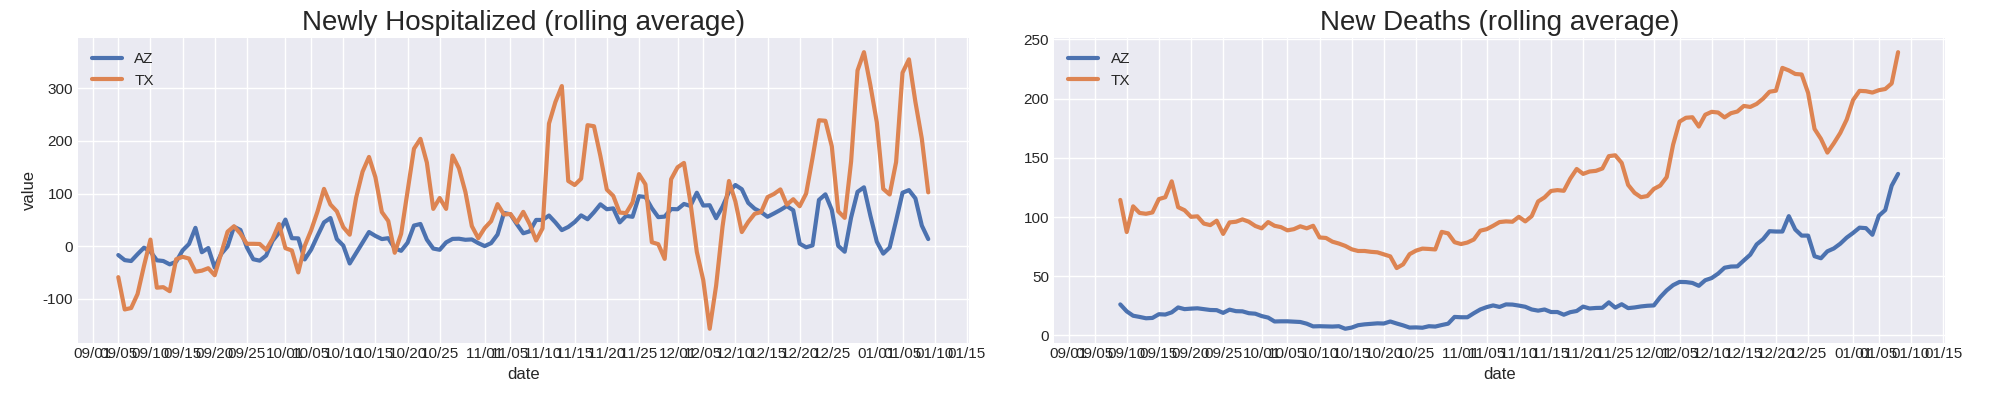 Newly Hospitalized (rolling average)
AZ
TX
300
200
100
0
-100
value
09/01 09/05 09/10 09/15 09/20 09/25 10/01 10/05 10/10 10/15 10/20 10/25 11/01 11/05 11/10 11/15 11/20 11/25 12/01 12/05 12/10 12/15 12/20 12/25 01/01 01/05 01/10 01/15
date
New Deaths (rolling average)
AZ
TX
250
200
150
100
50
0
09/01 09/05 09/10 09/15 09/20 09/25 10/01 10/05 10/10 10/15 10/20 10/25 11/01 11/05 11/10 11/15 11/20 11/25 12/01 12/05 12/10 12/15 12/20 12/25 01/01 01/05 01/10 01/15
date